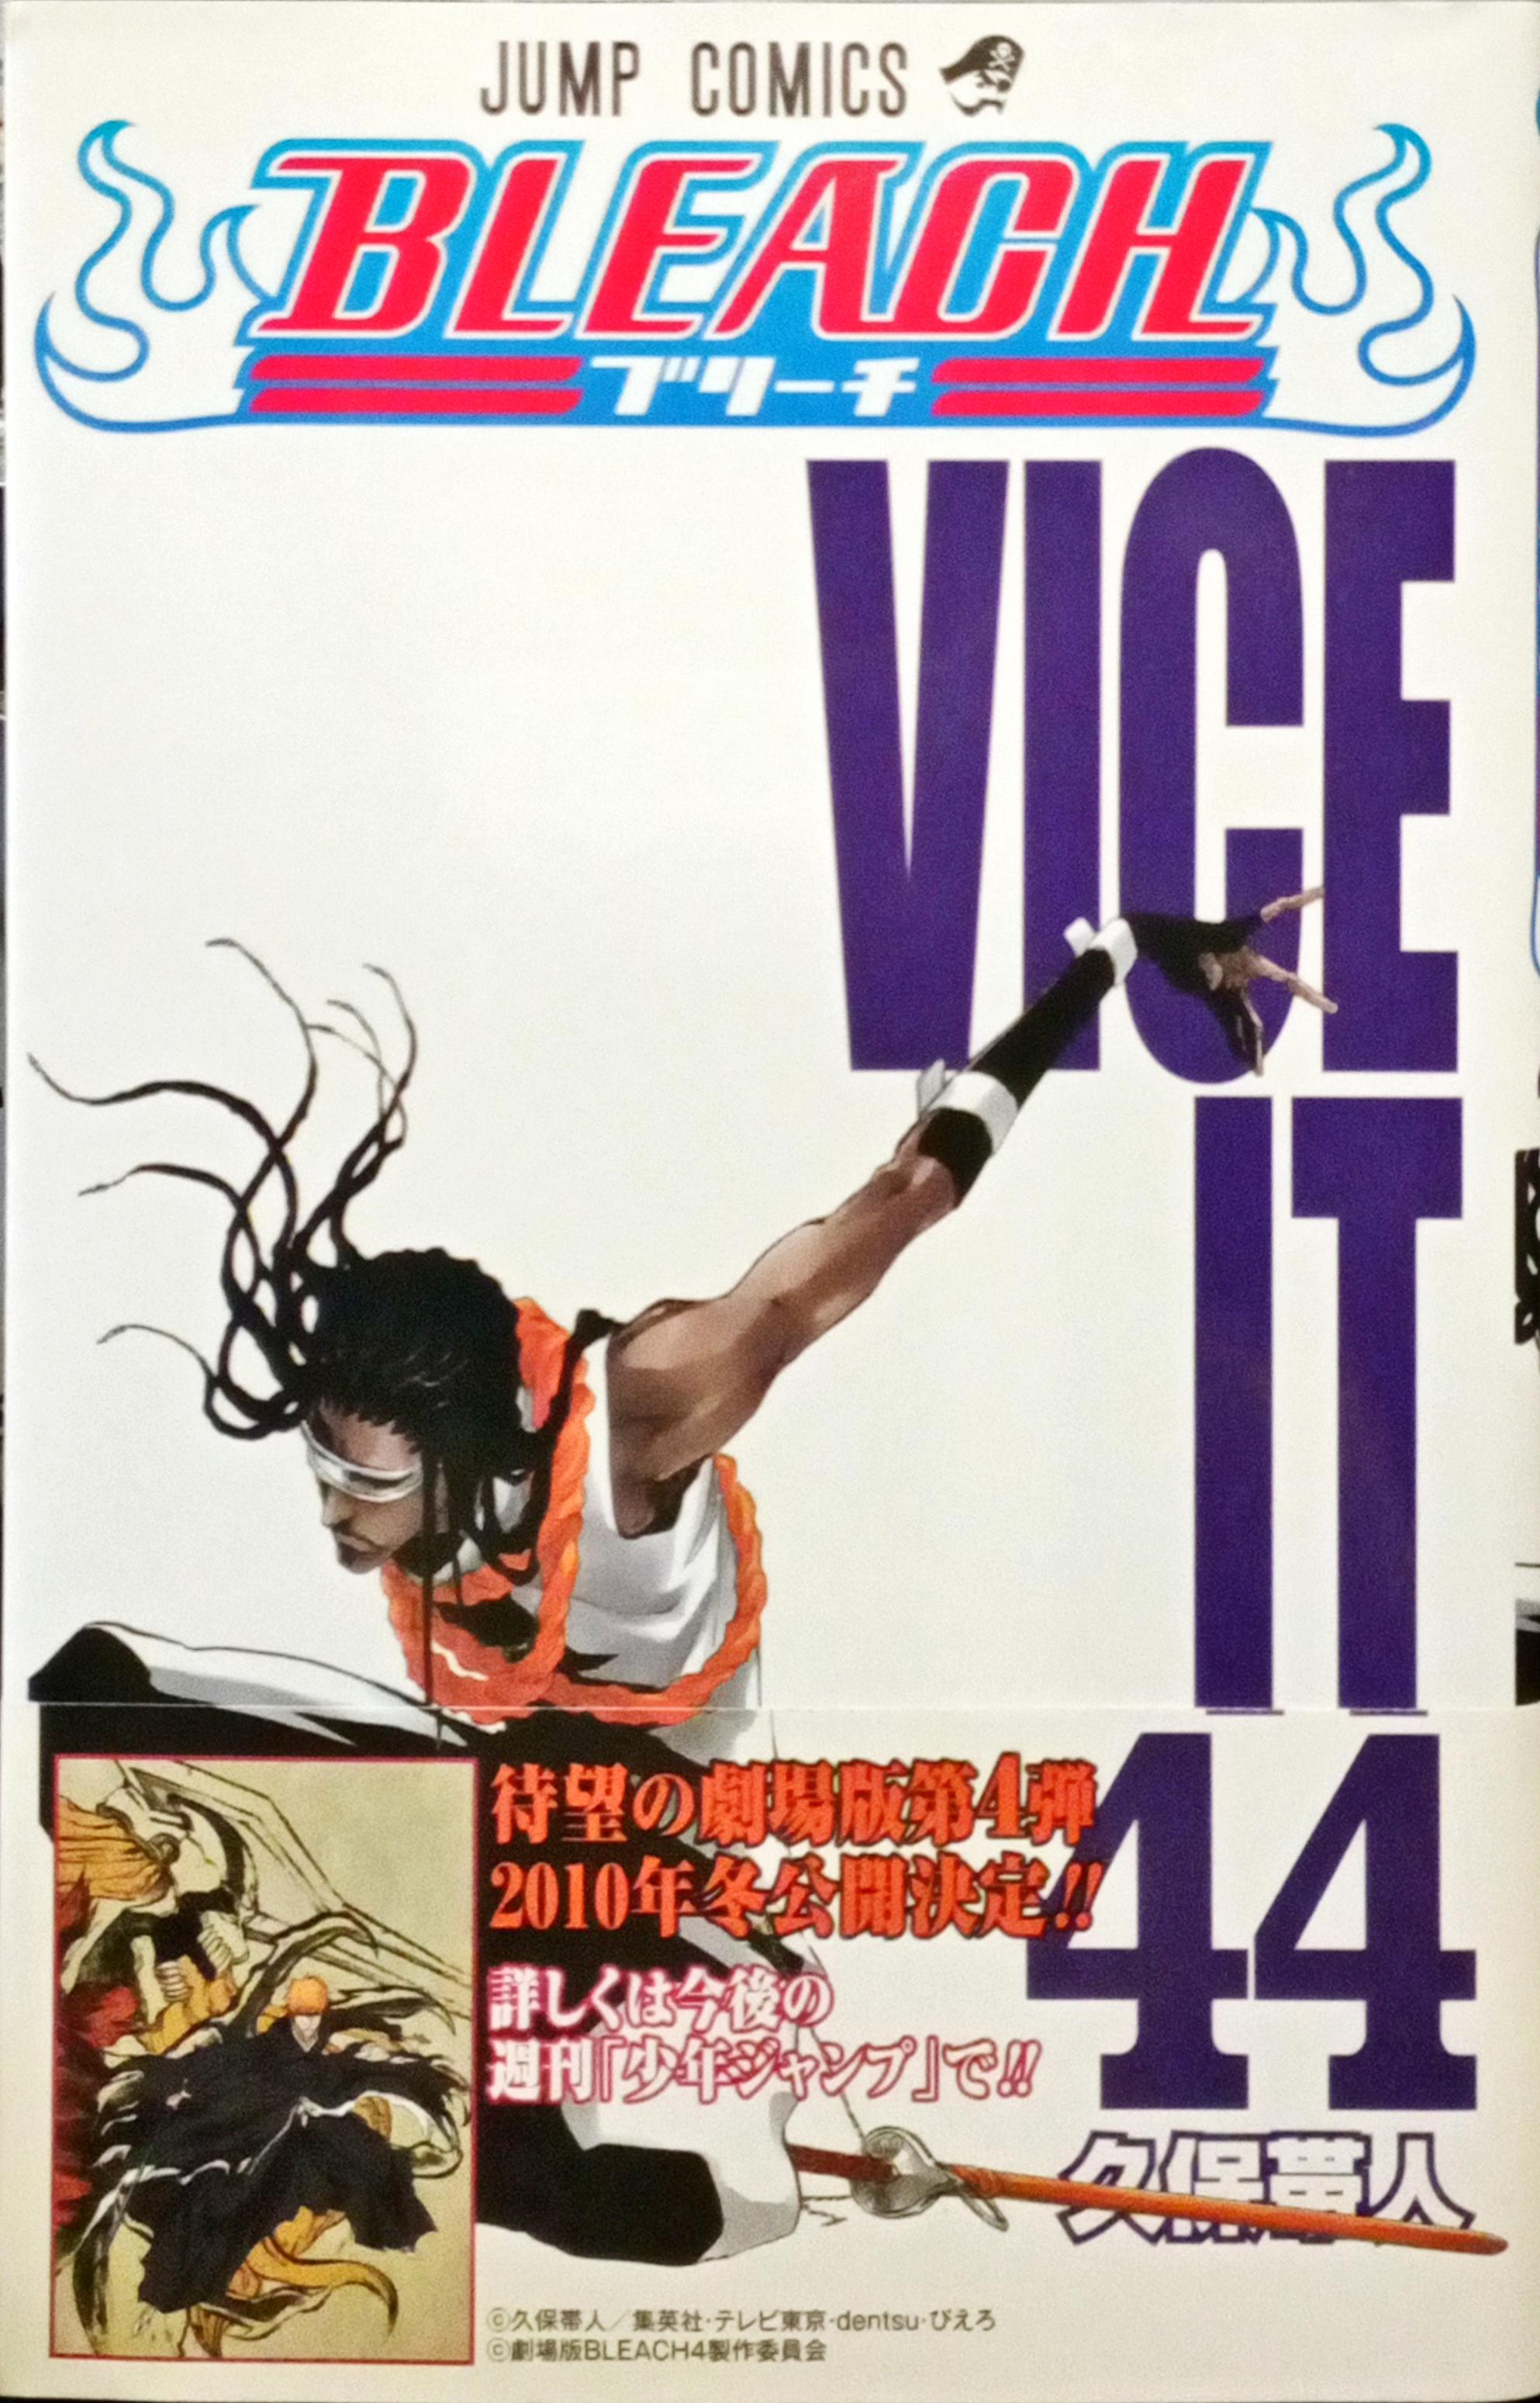 JUMP COMICS
BLEACH
ブリーチ
VICE
IT
44
久保帯人
待望の劇場版第4弾
2010年冬公開決定!!
詳しくは今後の
週刊「少年ジャンプ」で!!
©久保帯人/集英社・テレビ東京・dentsu・ぴえろ
©劇場版BLEACH4製作委員会